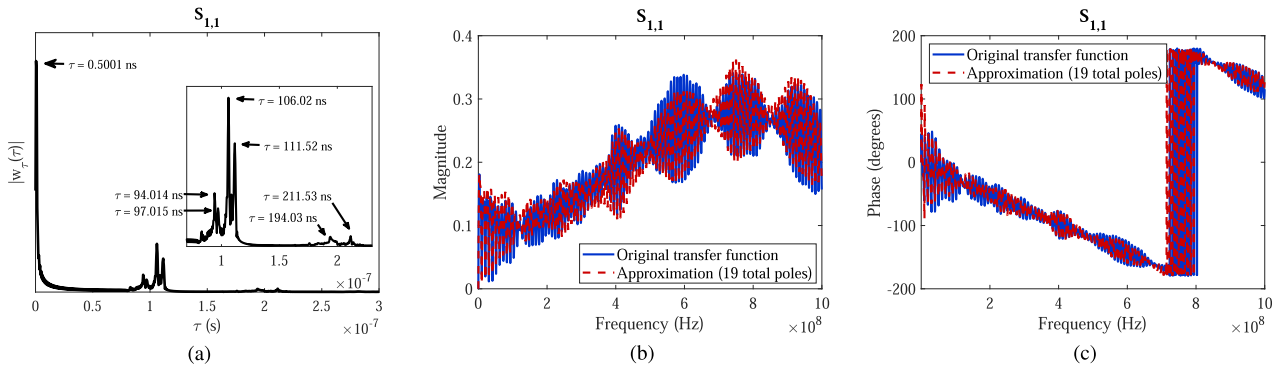 S1,1
|wτ(τ)|
τ = 0.5001 ns
τ = 106.02 ns
τ = 111.52 ns
τ = 94.014 ns
τ = 97.015 ns
τ = 211.53 ns
τ = 194.03 ns
1 1.5 2
×10-7
0 0.5 1 1.5 2 2.5 3
τ (s)
×10-7
(a)
S1,1
Magnitude
0.4
0.3
0.2
0.1
0
Original transfer function
Approximation (19 total poles)
0 2 4 6 8 10
Frequency (Hz)
×108
(b)
S1,1
Phase (degrees)
200
100
0
-100
-200
Original transfer function
Approximation (19 total poles)
2 4 6 8 10
Frequency (Hz)
×108
(c)